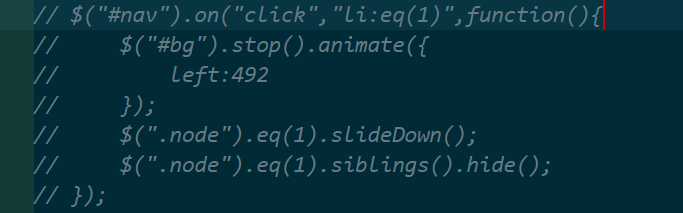 // $("#nav").on("click","li:eq(1)",function(){
//     $("#bg").stop().animate({
//         left:492
//     });
//     $(".node").eq(1).slideDown();
//     $(".node").eq(1).siblings().hide();
// });